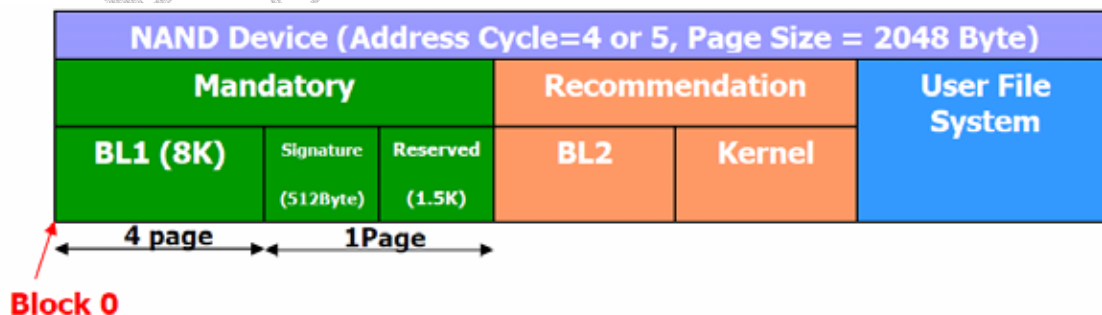 NAND Device (Address Cycle=4 or 5, Page Size = 2048 Byte)
Mandatory
Recommendation
User File
System
BL1 (8K)
Signature
(512Byte)
Reserved
(1.5K)
BL2
Kernel
4 page
1Page
Block 0